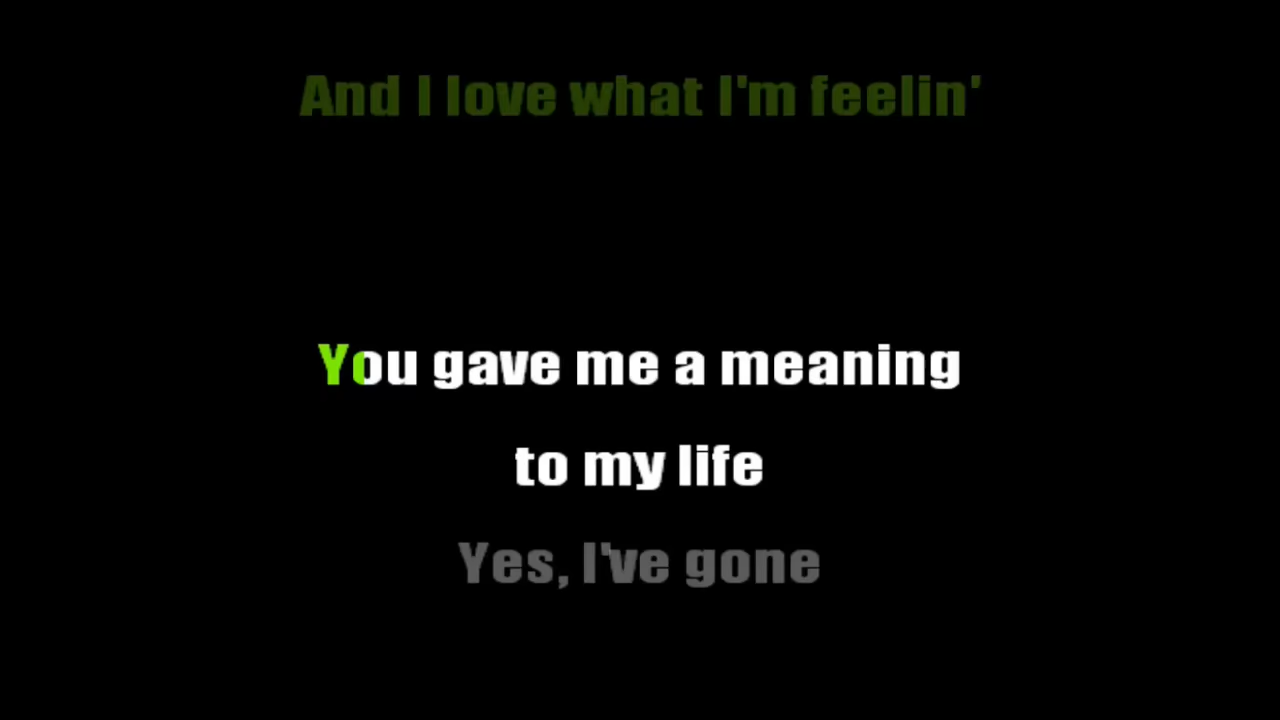 And I love what I'm feelin'
You gave me a meaning
to my life
Yes, I've gone